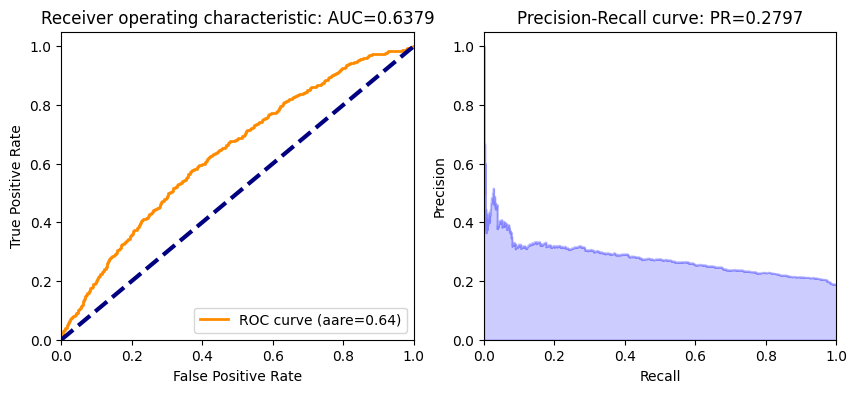 Receiver operating characteristic: AUC=0.6379
1.0
0.8
0.6
0.4
0.2
0.0
True Positive Rate
ROC curve (aare=0.64)
0.0 0.2 0.4 0.6 0.8 1.0
False Positive Rate
Precision-Recall curve: PR=0.2797
1.0
0.8
0.6
0.4
0.2
0.0
Precision
0.0 0.2 0.4 0.6 0.8 1.0
Recall